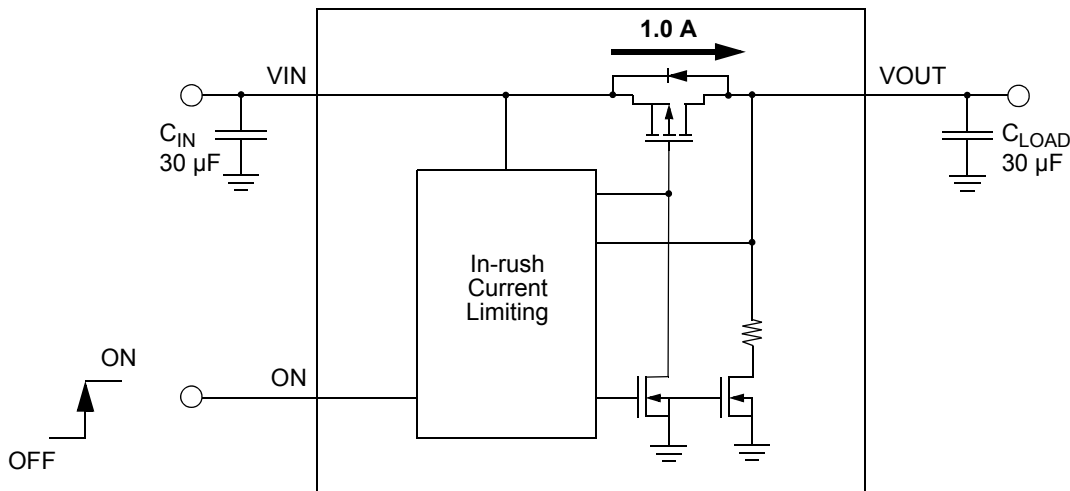 1.0 A
VIN
VOUT
C_IN
30 µF
C_LOAD
30 µF
In-rush
Current
Limiting
ON
ON
OFF